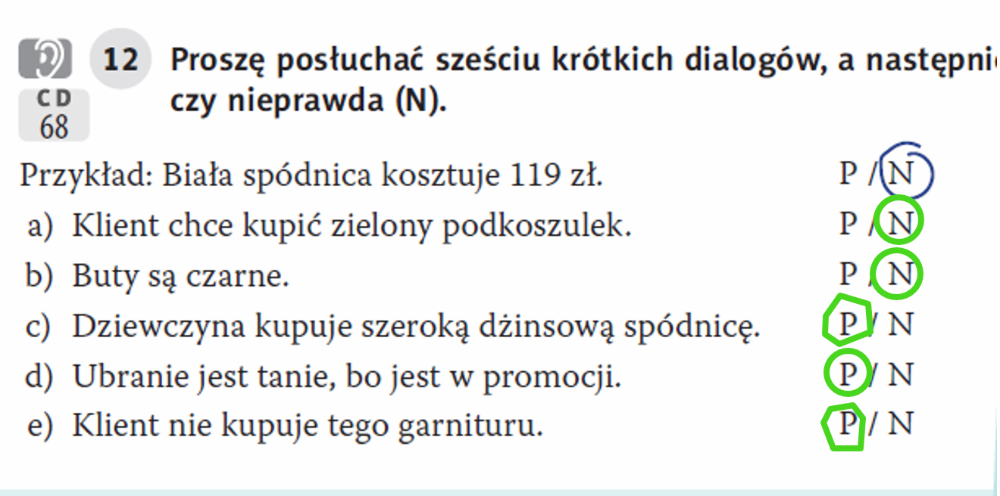 12 Proszę posłuchać sześciu krótkich dialogów, a następni
CD czy nieprawda (N).
68
Przykład: Biała spódnica kosztuje 119 zł. P / N
a) Klient chce kupić zielony podkoszulek. P / N
b) Buty są czarne. P / N
c) Dziewczyna kupuje szeroką dżinsową spódnicę. P / N
d) Ubranie jest tanie, bo jest w promocji. P / N
e) Klient nie kupuje tego garnituru. P / N